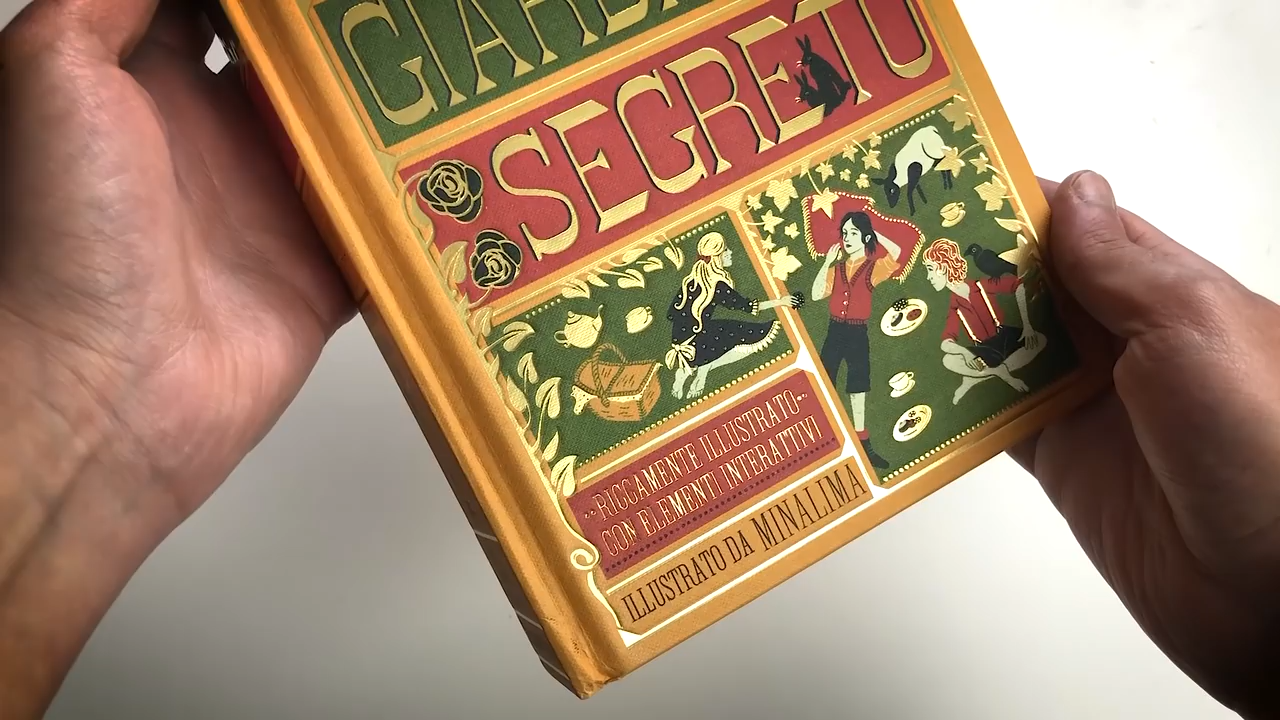 SEGRETO
·· RICCAMENTE ILLUSTRATO ··
CON ELEMENTI INTERATTIVI
ILLUSTRATO DA MINALIMA